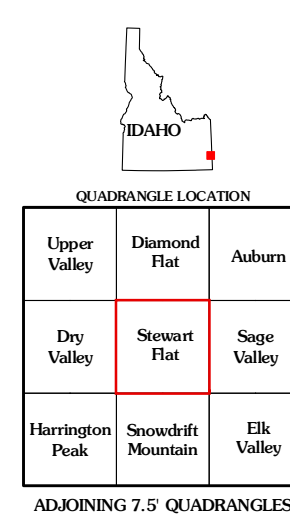 IDAHO
QUADRANGLE LOCATION
Upper
Valley
Diamond
Flat
Auburn
Dry
Valley
Stewart
Flat
Sage
Valley
Harrington
Peak
Snowdrift
Mountain
Elk
Valley
ADJOINING 7.5' QUADRANGLES